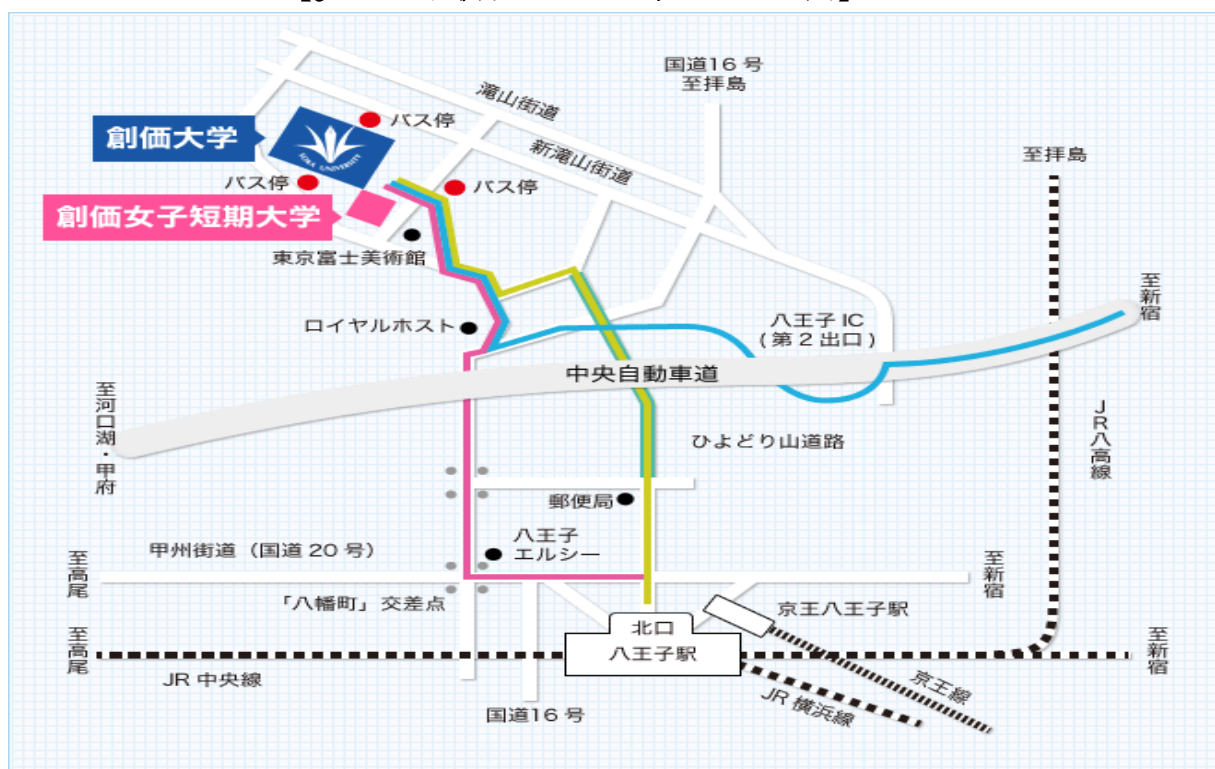 国道16号
至拝島
滝山街道
バス停
創価大学
新滝山街道
至拝島
SOKA UNIVERSITY
バス停
バス停
創価女子短期大学
東京富士美術館
至新宿
ロイヤルホスト
八王子IC
(第2出口)
中央自動車道
至河口湖・甲府
JR八高線
ひよどり山道路
郵便局
八王子
エルシー
甲州街道（国道20号）
至高尾
至新宿
「八幡町」交差点
京王八王子駅
北口
至高尾
八王子駅
至新宿
JR中央線
京王線
JR横浜線
国道16号